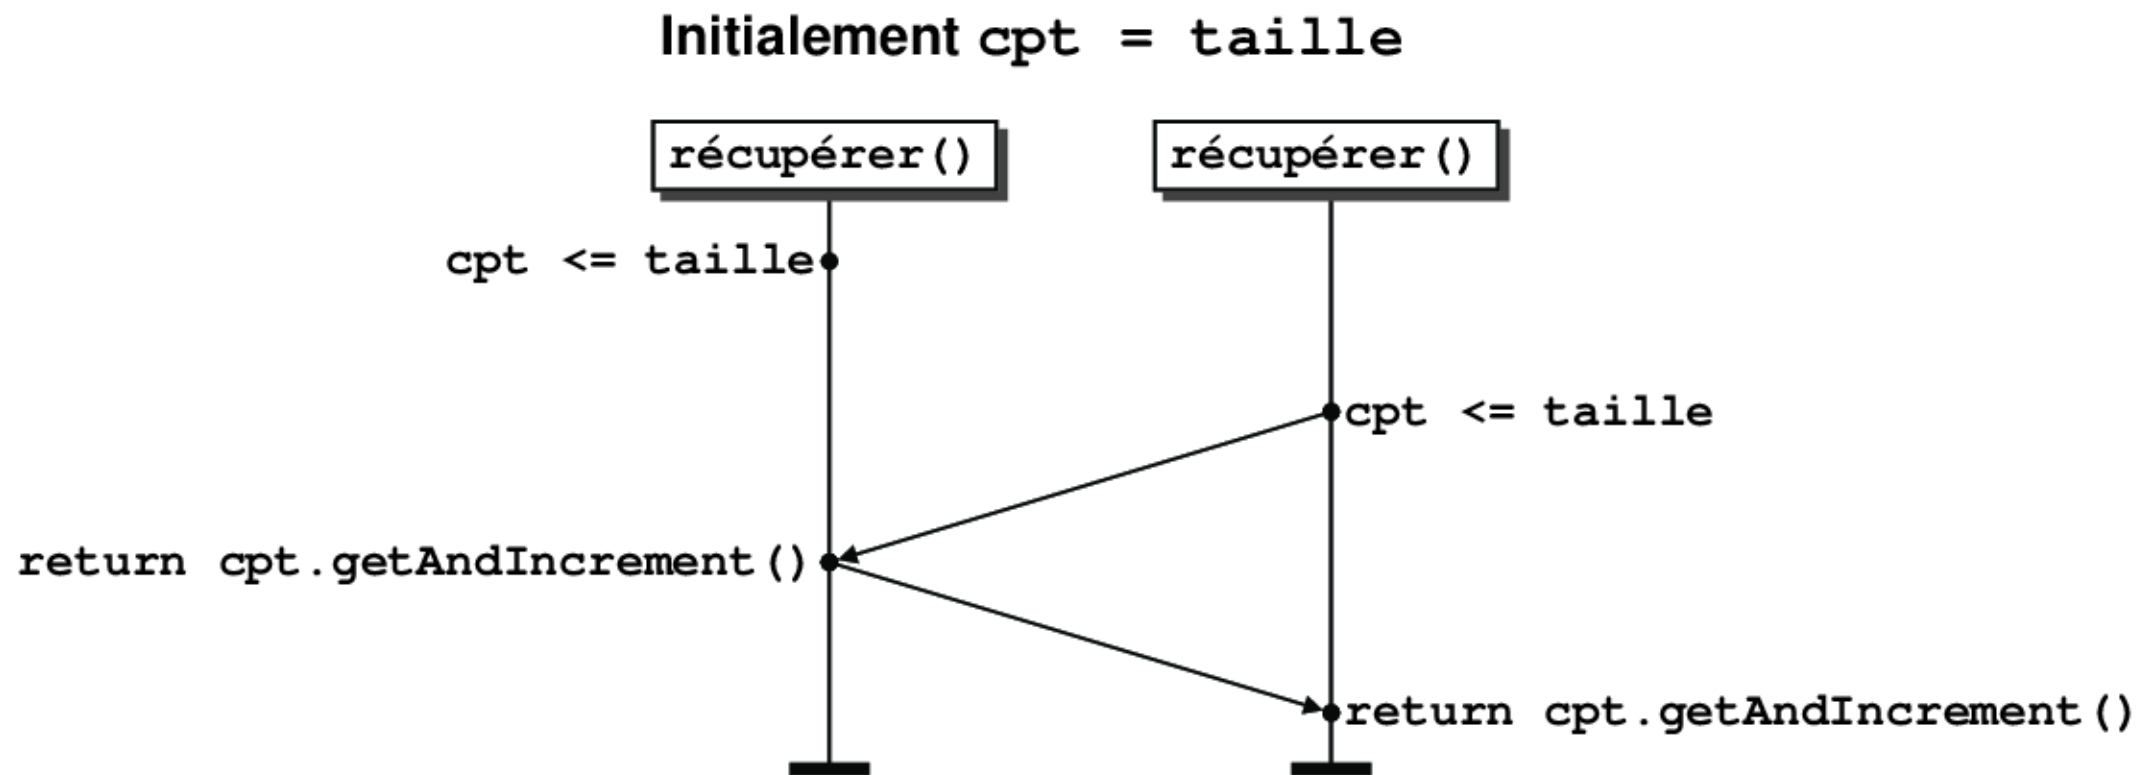 Initialement cpt = taille
récupérer()
récupérer()
cpt <= taille
cpt <= taille
return cpt.getAndIncrement()
return cpt.getAndIncrement()